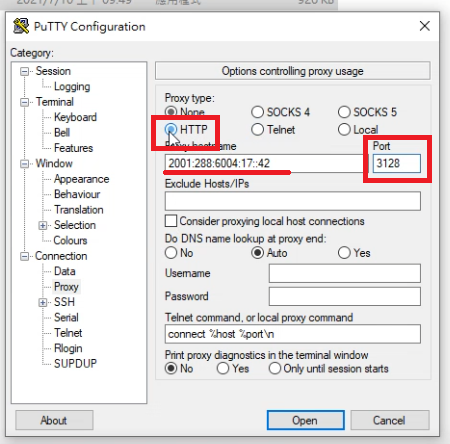 2021/7/10 上午 09:49 應用程式 926 KB
PuTTY Configuration
Category:
Session
Logging
Terminal
Keyboard
Bell
Features
Window
Appearance
Behaviour
Translation
Selection
Colours
Connection
Data
Proxy
SSH
Serial
Telnet
Rlogin
SUPDUP
Options controlling proxy usage
Proxy type:
None SOCKS 4 SOCKS 5
HTTP Telnet Local
Proxy hostname Port
2001:288:6004:17::42 3128
Exclude Hosts/IPs
Consider proxying local host connections
Do DNS name lookup at proxy end:
No Auto Yes
Username
Password
Telnet command, or local proxy command
connect %host %port\n
Print proxy diagnostics in the terminal window
No Yes Only until session starts
About Open Cancel